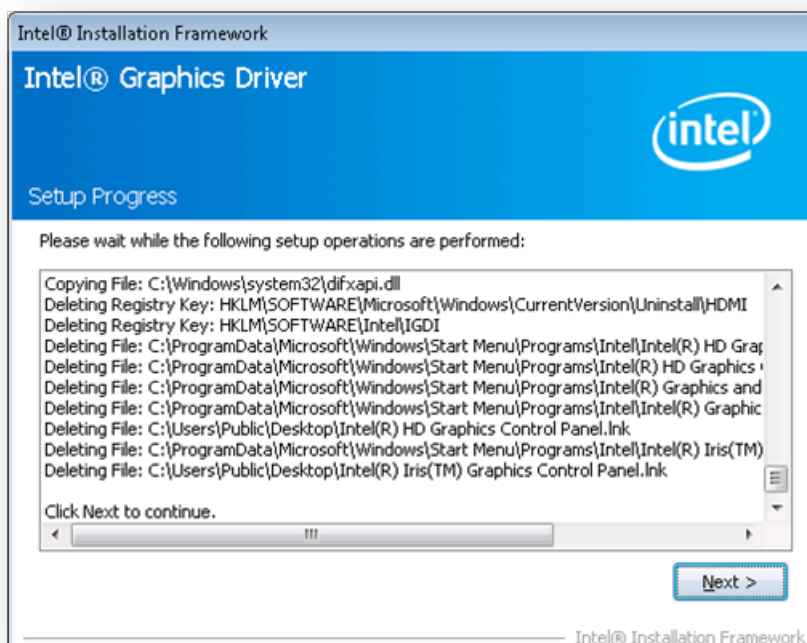 Intel® Installation Framework
Intel® Graphics Driver
intel
Setup Progress
Please wait while the following setup operations are performed:
Copying File: C:\Windows\system32\difxapi.dll
Deleting Registry Key: HKLM\SOFTWARE\Microsoft\Windows\CurrentVersion\Uninstall\HDMI
Deleting Registry Key: HKLM\SOFTWARE\Intel\IGDI
Deleting File: C:\ProgramData\Microsoft\Windows\Start Menu\Programs\Intel\Intel(R) HD Grap
Deleting File: C:\ProgramData\Microsoft\Windows\Start Menu\Programs\Intel(R) HD Graphics
Deleting File: C:\ProgramData\Microsoft\Windows\Start Menu\Programs\Intel(R) Graphics and
Deleting File: C:\ProgramData\Microsoft\Windows\Start Menu\Programs\Intel\Intel(R) Graphic
Deleting File: C:\Users\Public\Desktop\Intel(R) HD Graphics Control Panel.lnk
Deleting File: C:\ProgramData\Microsoft\Windows\Start Menu\Programs\Intel\Intel(R) Iris(TM)
Deleting File: C:\Users\Public\Desktop\Intel(R) Iris(TM) Graphics Control Panel.lnk
Click Next to continue.
Next >
Intel® Installation Framework